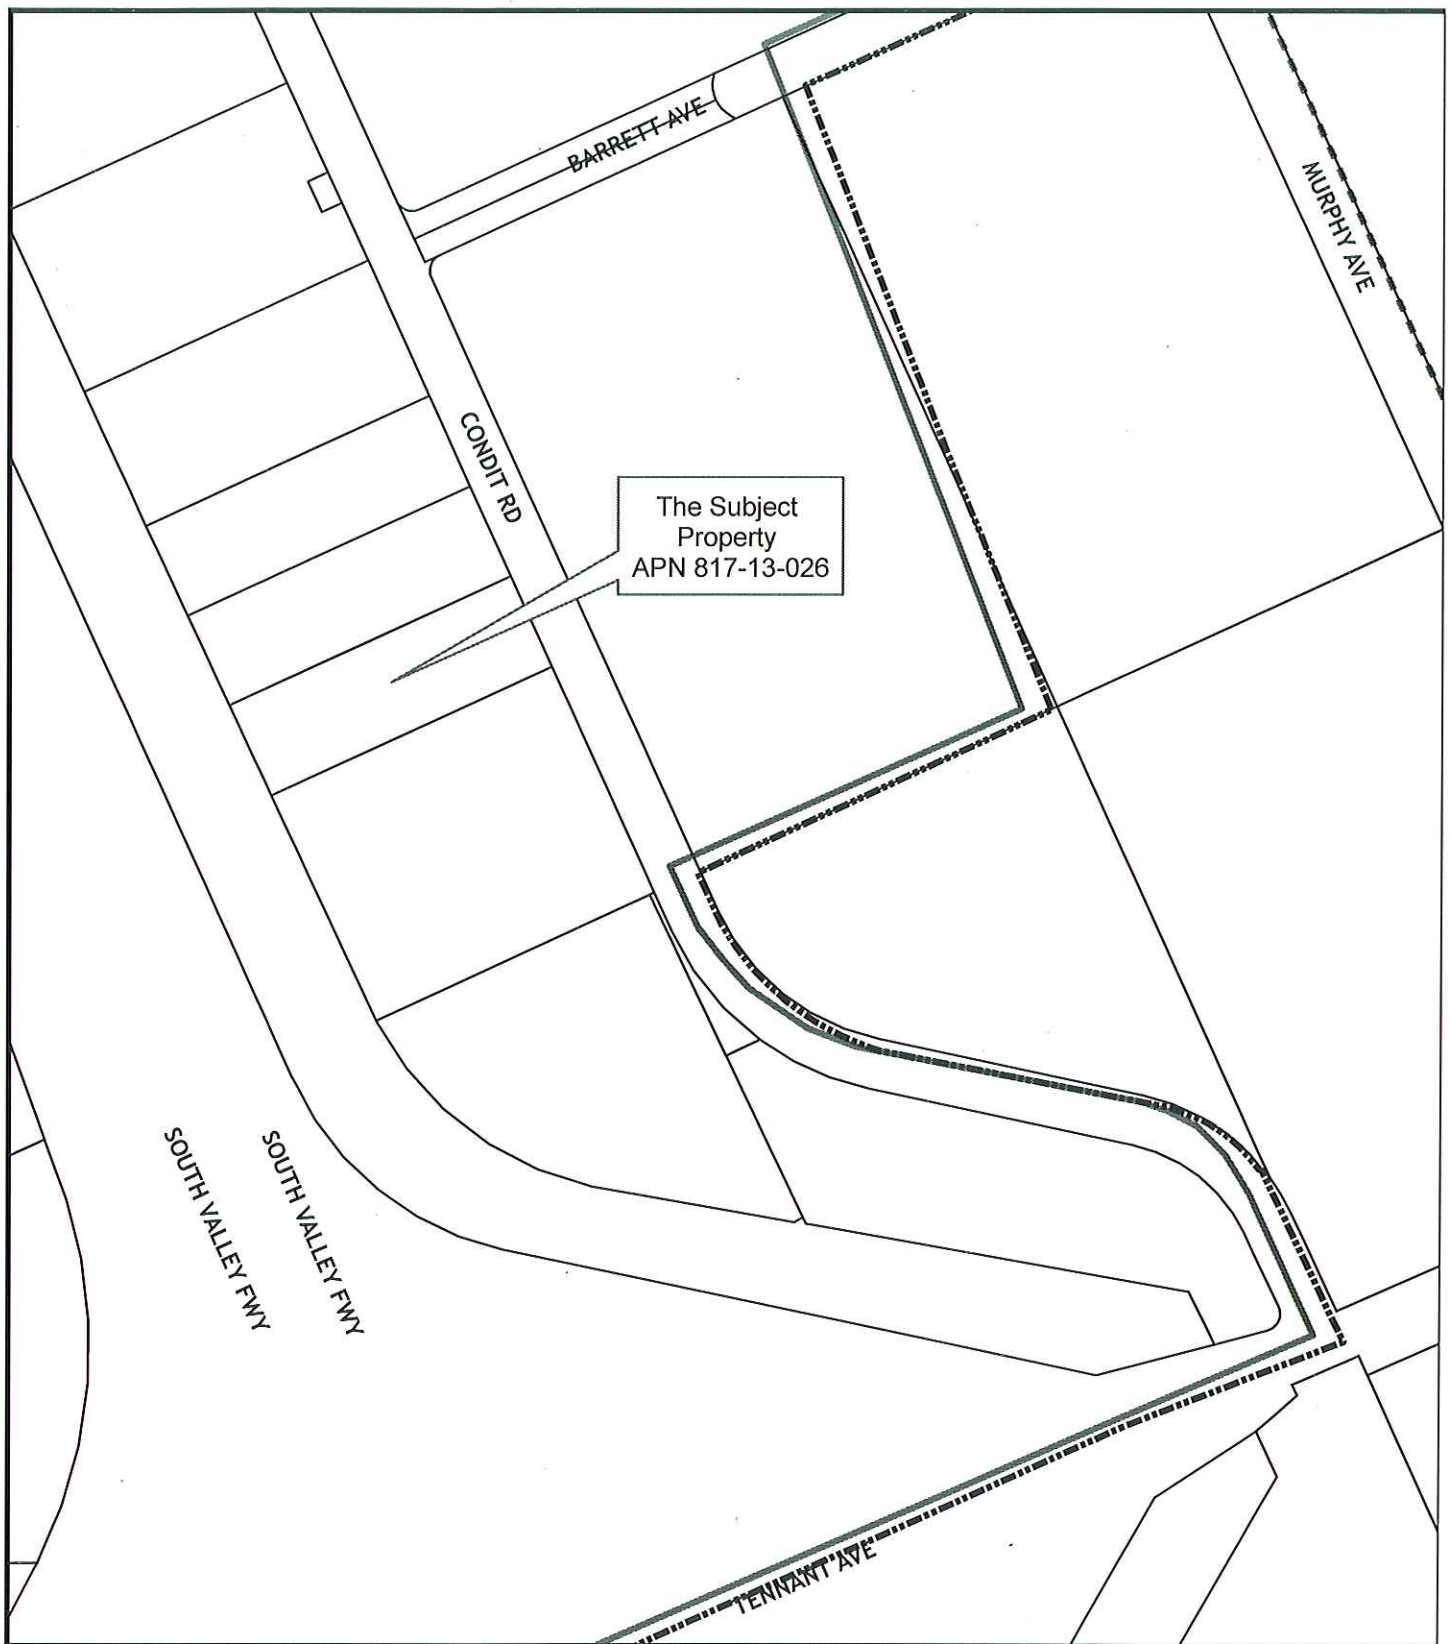 BARRETT AVE
MURPHY AVE
CONDIT RD
The Subject
Property
APN 817-13-026
SOUTH VALLEY FWY
SOUTH VALLEY FWY
TENNANT AVE